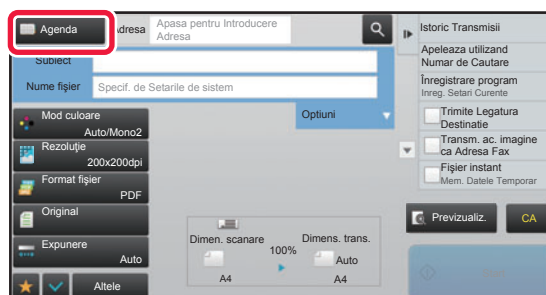 Agenda
Adresa
Apasa pentru Introducere
Adresa
Subiect
Nume fişier
Specif. de Setarile de sistem
Mod culoare
Auto/Mono2
Rezoluţie
200x200dpi
Format fişier
PDF
Original
Expunere
Auto
Altele
Optiuni
Dimen. scanare
100%
Dimens. trans.
Auto
A4
A4
Istoric Transmisii
Apeleaza utilizand
Numar de Cautare
Înregistrare program
Inreg. Setari Curente
Trimite Legatura
Destinatie
Transm. ac. imagine
ca Adresa Fax
Fişier instant
Mem. Datele Temporar
Previzualiz.
CA